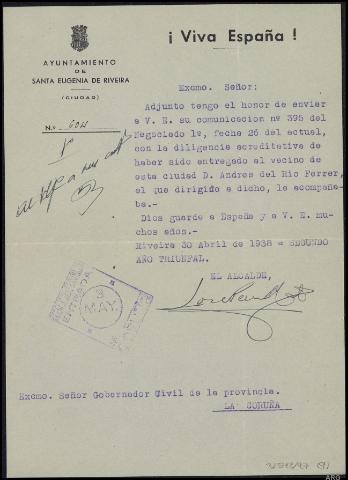 ¡ Viva España !
AYUNTAMIENTO
DE
SANTA EUGENIA DE RIVEIRA
(CIUDAD)
N.º 604
Excmo. Señor:
Adjunto tengo el honor de enviar
a V. E. su comunicacion nº 395 del
Negociado 1º, fecha 26 del actual,
con la diligencia acreditativa de
haber sido entregado al vecino de
esta ciudad D. Andres del Rio Ferrer,
el que dirigido a dicho, le acompaña-
ba.-
Dios guarde a España y a V. E. mu-
chos años.-
Riveira 30 Abril de 1938 = SEGUNDO
AÑO TRIUNFAL.
EL ALCALDE,
ENTRADA
3
MAY
Excmo. Señor Gobernador Civil de la provincia.
LA CORUÑA